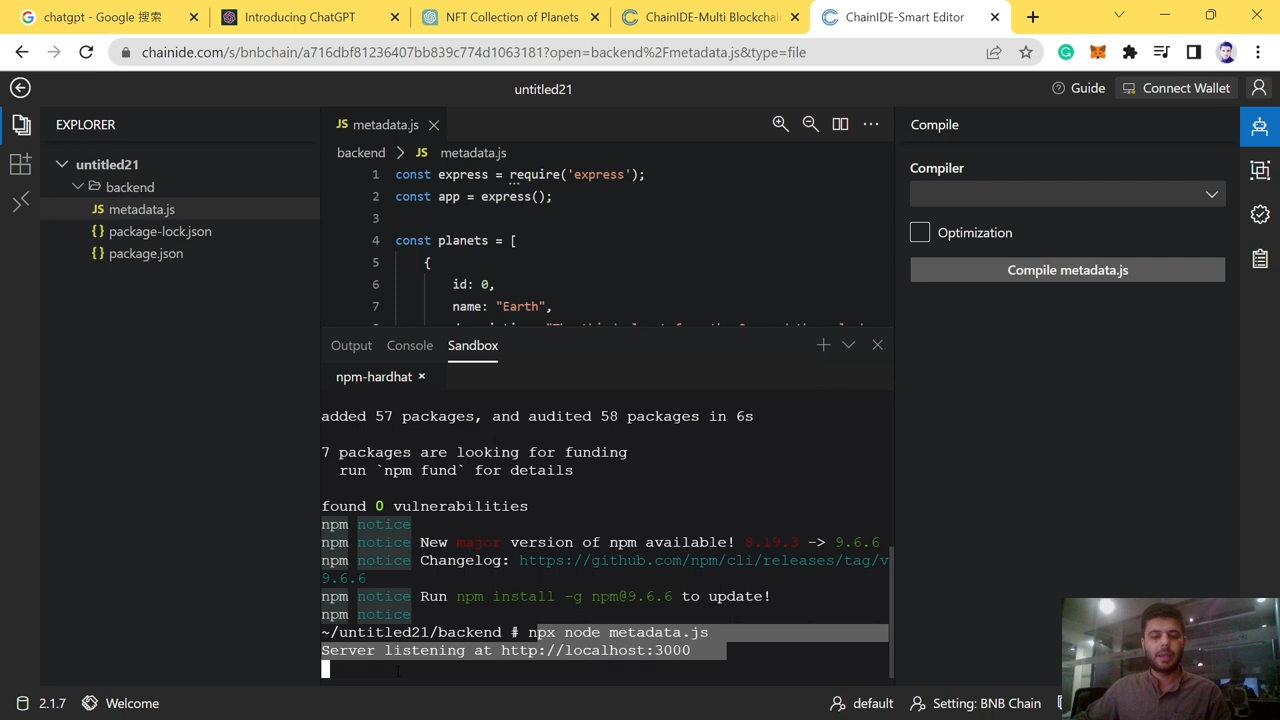 chatgpt - Google 搜索
Introducing ChatGPT
NFT Collection of Planets
ChainIDE-Multi Blockchain
ChainIDE-Smart Editor
chainide.com/s/bnbchain/a716dbf81236407bb839c774d1063181?open=backend%2Fmetadata.js&type=file
untitled21
Guide
Connect Wallet
EXPLORER
JS metadata.js
Compile
untitled21
backend
JS metadata.js
package-lock.json
package.json
backend > JS metadata.js
1 const express = require('express');
2 const app = express();
3
4 const planets = [
5 {
6 id: 0,
7 name: "Earth",
Compiler
Optimization
Compile metadata.js
Output Console Sandbox
npm-hardhat
added 57 packages, and audited 58 packages in 6s
7 packages are looking for funding
run `npm fund` for details
found 0 vulnerabilities
npm notice
npm notice New major version of npm available! 8.19.3 -> 9.6.6
npm notice Changelog: https://github.com/npm/cli/releases/tag/v
9.6.6
npm notice Run npm install -g npm@9.6.6 to update!
npm notice
~/untitled21/backend # npx node metadata.js
Server listening at http://localhost:3000
2.1.7
Welcome
default
Setting: BNB Chain